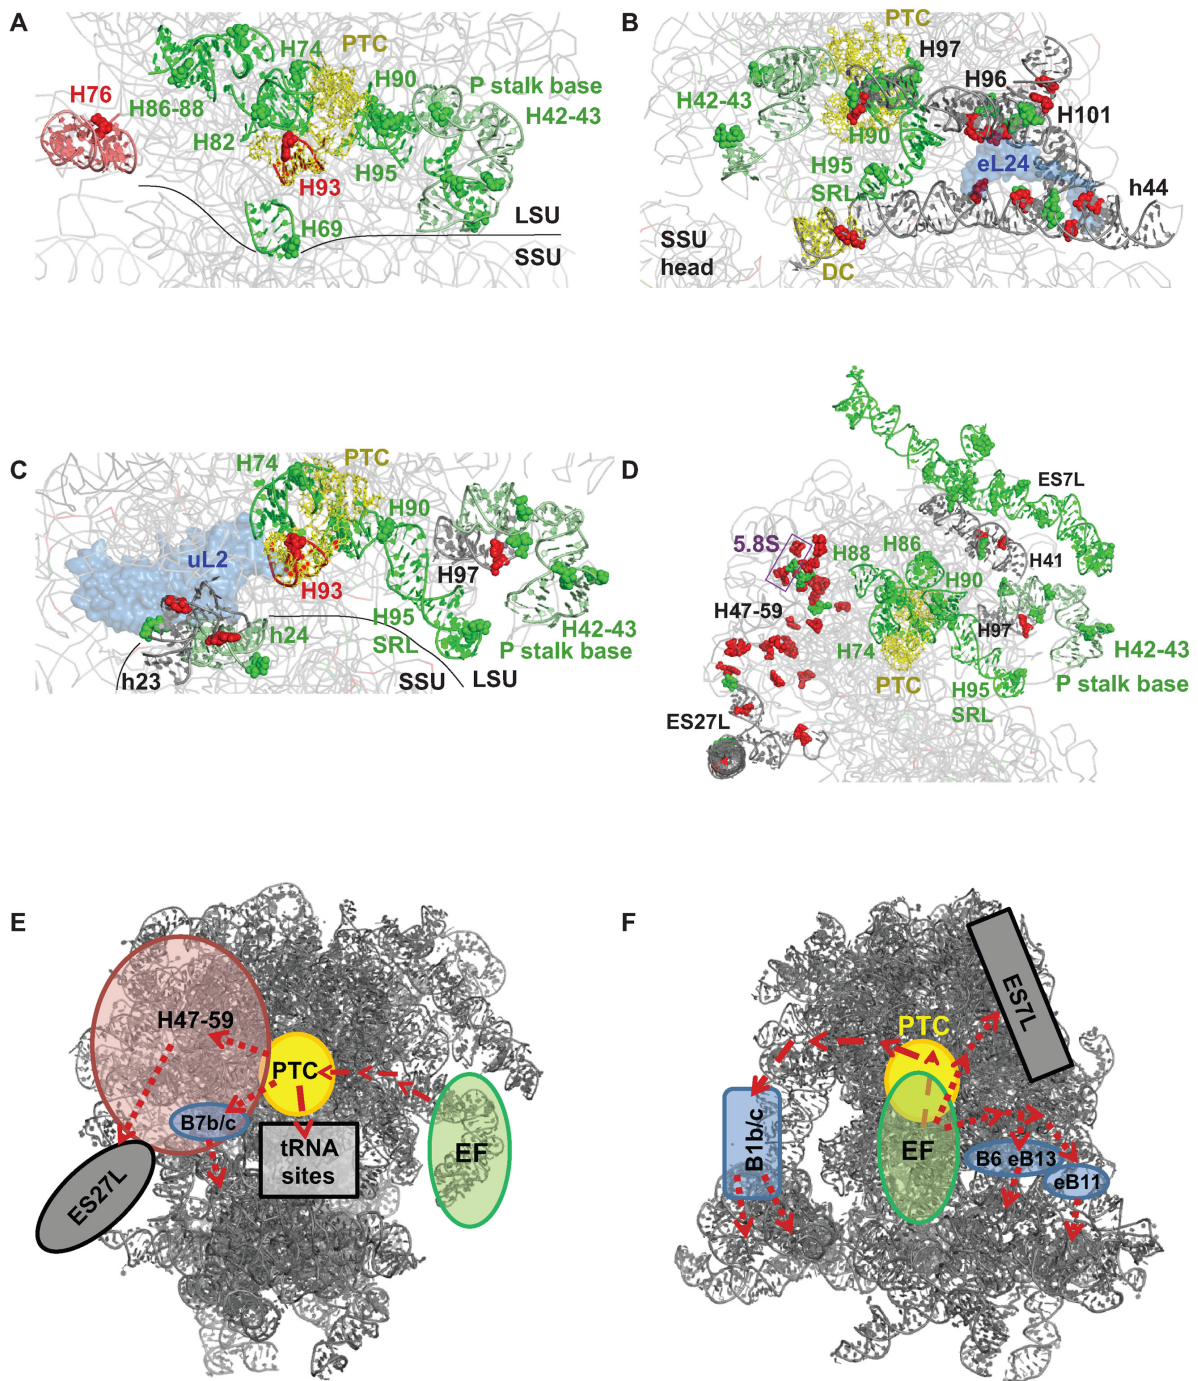 A
H74
PTC
H90
P stalk base
H42-43
H76
H86-88
H82
H93
H95
H69
LSU
SSU
B
PTC
H97
H96
H42-43
H101
H90
eL24
H95
SRL
h44
SSU
head
DC
C
H74
PTC
H90
uL2
H93
H97
H95
SRL
h24
H42-43
P stalk base
h23
SSU
LSU
D
ES7L
5.8S
H88
H86
H90
H41
H47-59
H97
H74
H42-43
PTC
H95
SRL
P stalk base
ES27L
E
H47-59
PTC
B7b/c
tRNA
sites
EF
ES27L
F
ES7L
PTC
B1b/c
EF
B6 eB13
eB11